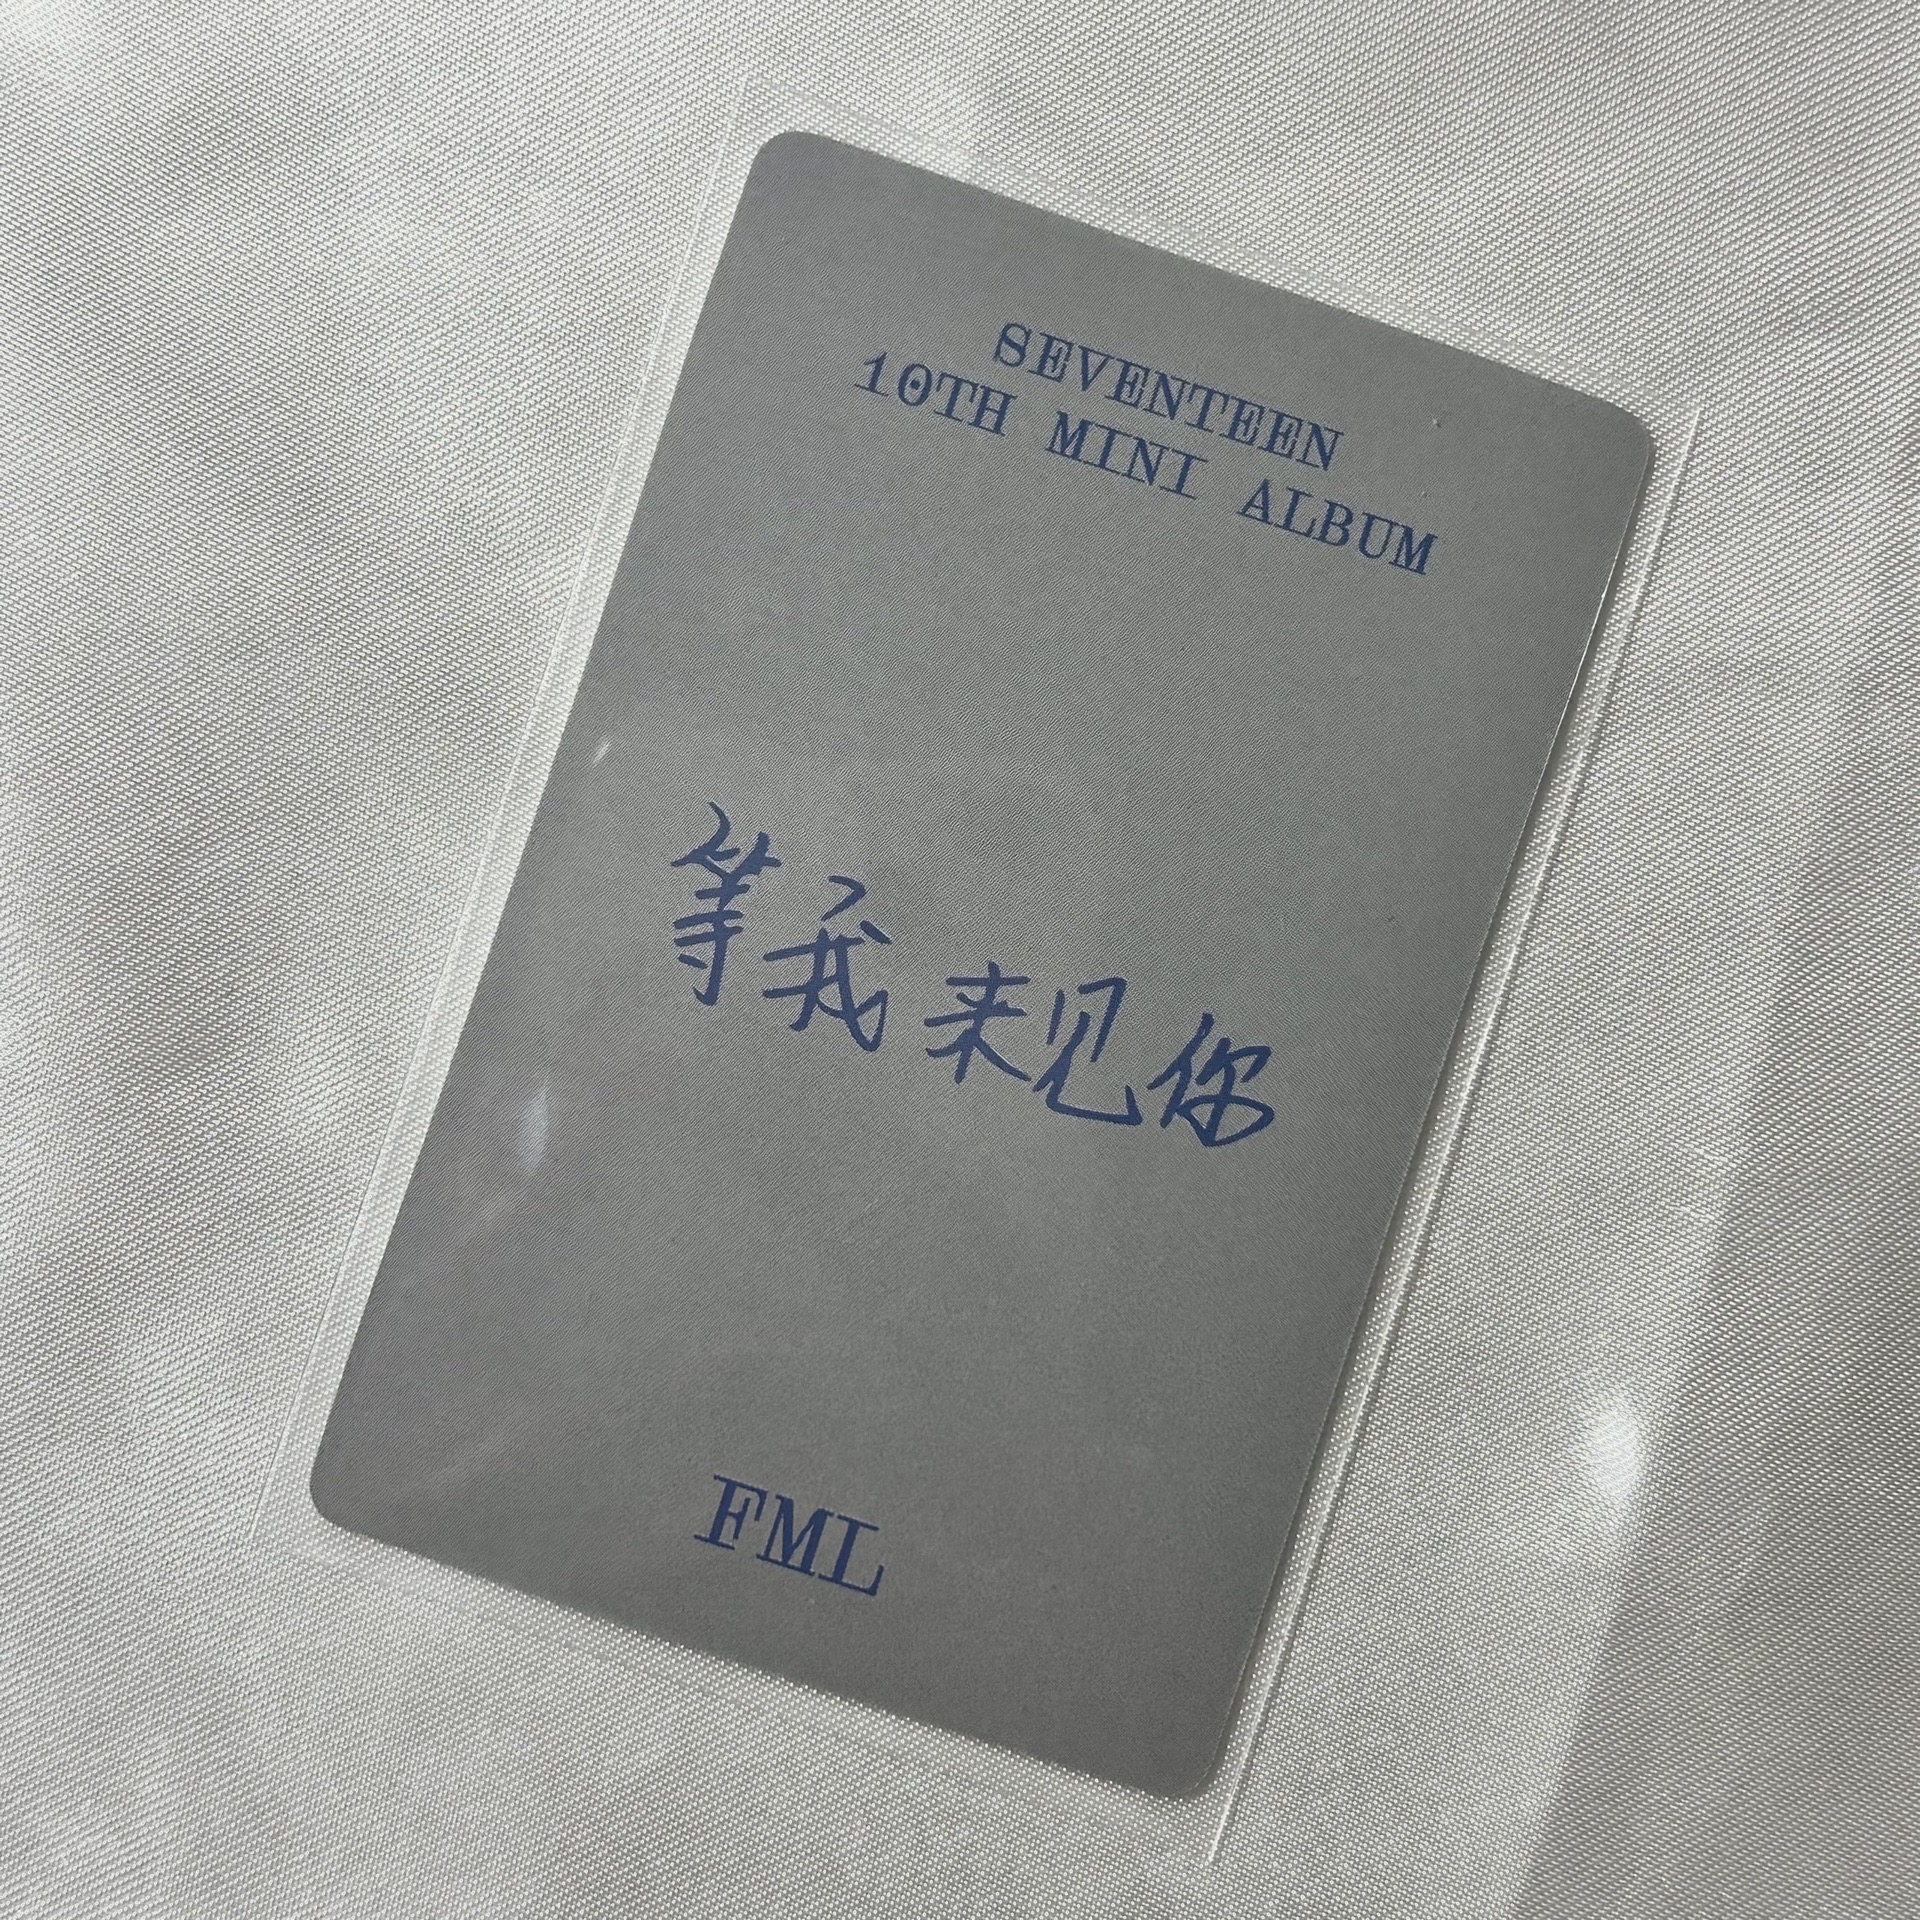 SEVENTEEN
10TH MINI ALBUM
等我来见你
FML